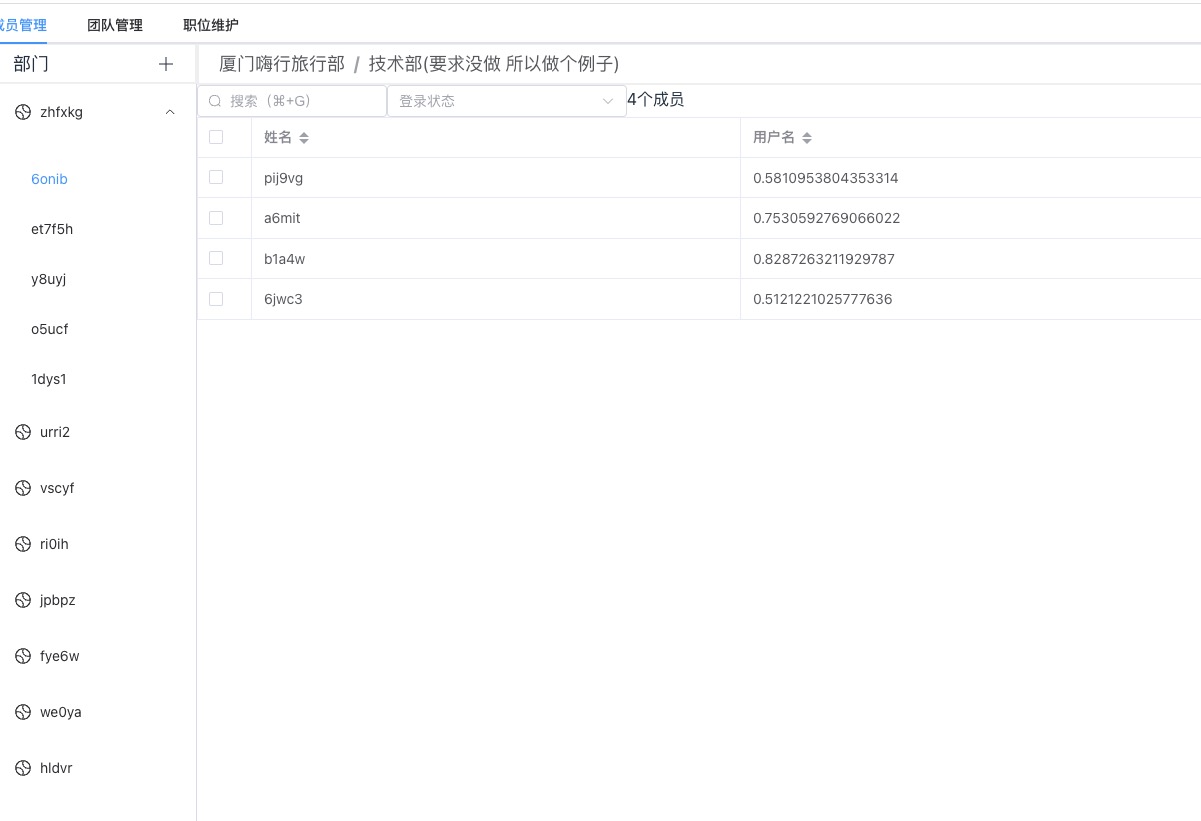 成员管理 团队管理 职位维护
部门
厦门嗨行旅行部 / 技术部(要求没做 所以做个例子)
搜索（⌘+G） 登录状态 4个成员
姓名 用户名
pij9vg 0.5810953804353314
a6mit 0.7530592769066022
b1a4w 0.8287263211929787
6jwc3 0.5121221025777636
zhfxkg
6onib
et7f5h
y8uyj
o5ucf
1dys1
urri2
vscyf
ri0ih
jpbpz
fye6w
we0ya
hldvr